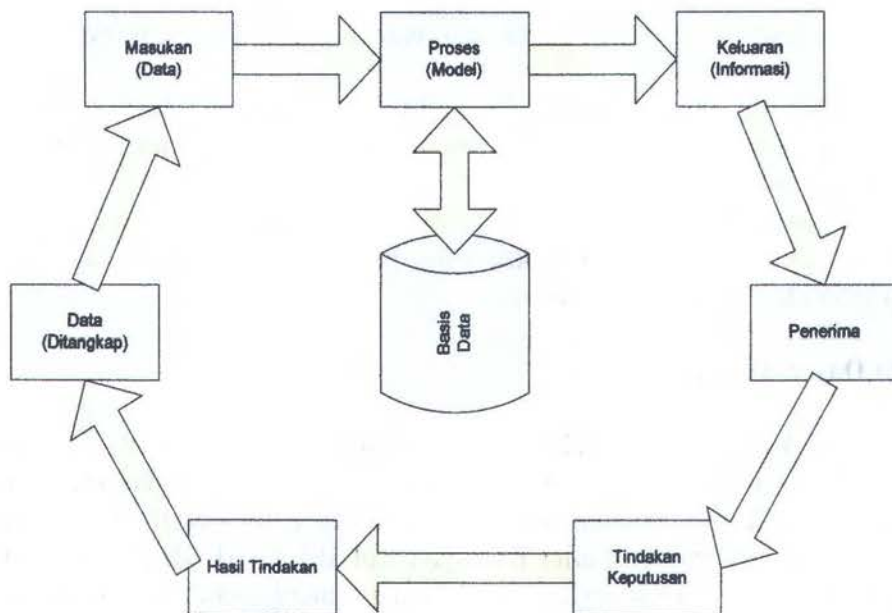 Masukan
(Data)
Proses
(Model)
Keluaran
(Informasi)
Data
(Ditangkap)
Basis
Data
Penerima
Hasil Tindakan
Tindakan
Keputusan